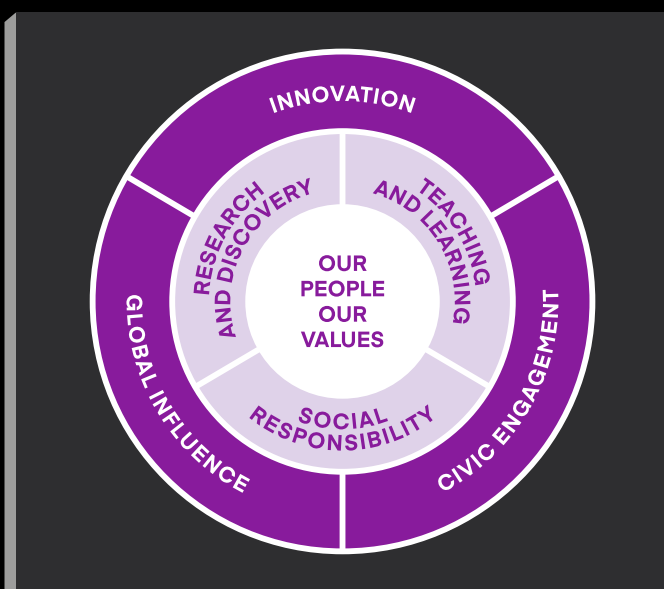 INNOVATION
RESEARCH
AND DISCOVERY
TEACHING
AND LEARNING
OUR
PEOPLE
OUR
VALUES
GLOBAL INFLUENCE
CIVIC ENGAGEMENT
SOCIAL
RESPONSIBILITY